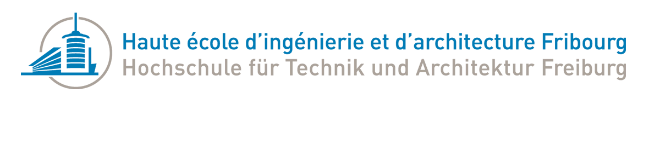 Haute école d'ingénierie et d'architecture Fribourg
Hochschule für Technik und Architektur Freiburg